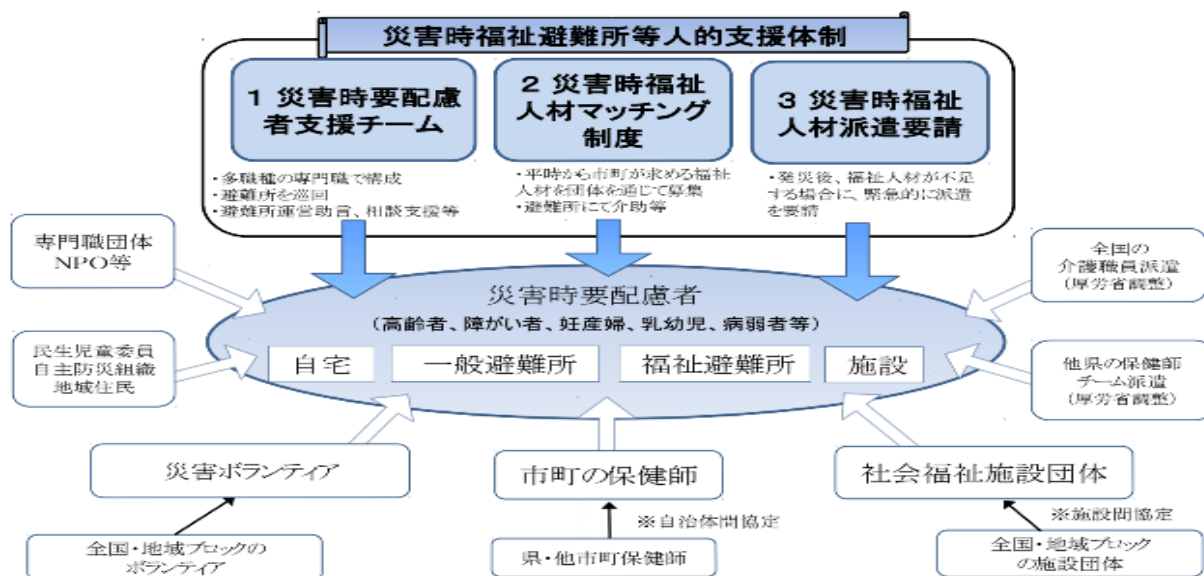 災害時福祉避難所等人的支援体制
1 災害時要配慮
者支援チーム
2 災害時福祉
人材マッチング
制度
3 災害時福祉
人材派遣要請
・多職種の専門職で構成
・避難所を巡回
・避難所運営助言、相談支援等
・平時から市町が求める福祉
人材を団体を通じて募集
・避難所にて介助等
・発災後、福祉人材が不足
する場合に、緊急的に派遣
を要請
専門職団体
NPO等
全国の
介護職員派遣
(厚労省調整)
災害時要配慮者
(高齢者、障がい者、妊産婦、乳幼児、病弱者等)
民生児童委員
自主防災組織
地域住民
自宅
一般避難所
福祉避難所
施設
他県の保健師
チーム派遣
(厚労省調整)
災害ボランティア
市町の保健師
社会福祉施設団体
※自治体間協定
※施設間協定
全国・地域ブロックの
ボランティア
県・他市町保健師
全国・地域ブロック
の施設団体